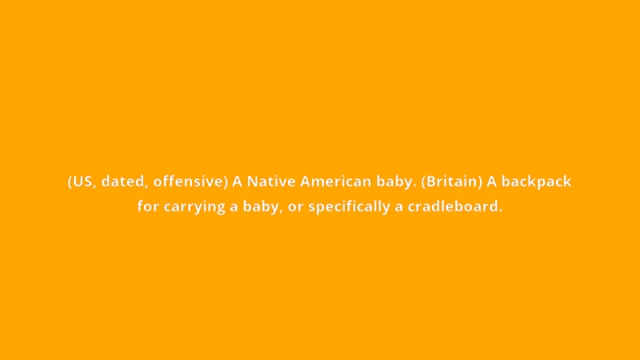 (US, dated, offensive) A Native American baby. (Britain) A backpack
for carrying a baby, or specifically a cradleboard.